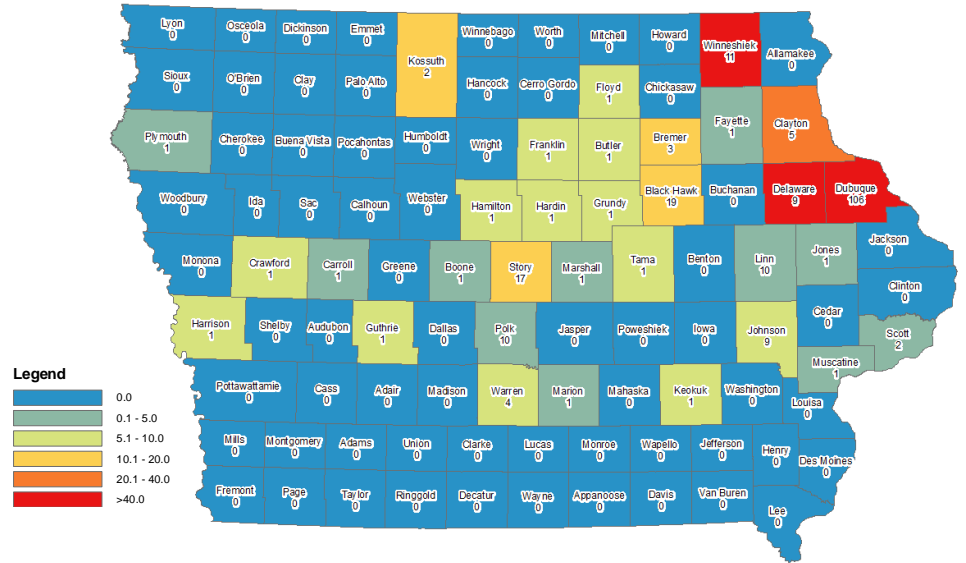 Lyon
0
Osceola
0
Dickinson
0
Emmet
0
Kossuth
2
Winnebago
0
Worth
0
Mitchell
0
Howard
0
Winneshiek
11
Allamakee
0
Sioux
0
O'Brien
0
Clay
0
Palo Alto
0
Hancock
0
Cerro Gordo
0
Floyd
1
Chickasaw
0
Fayette
1
Clayton
5
Plymouth
1
Cherokee
0
Buena Vista
0
Pocahontas
0
Humboldt
0
Wright
0
Franklin
1
Butler
1
Bremer
3
Woodbury
0
Ida
0
Sac
0
Calhoun
0
Webster
0
Hamilton
1
Hardin
1
Grundy
1
Black Hawk
19
Buchanan
0
Delaware
9
Dubuque
106
Monona
0
Crawford
1
Carroll
1
Greene
0
Boone
1
Story
17
Marshall
1
Tama
1
Benton
0
Linn
10
Jones
1
Jackson
0
Clinton
0
Harrison
1
Shelby
0
Audubon
0
Guthrie
1
Dallas
0
Polk
10
Jasper
0
Poweshiek
0
Iowa
0
Johnson
9
Cedar
0
Scott
2
Muscatine
1
Pottawattamie
0
Cass
0
Adair
0
Madison
0
Warren
4
Marion
1
Mahaska
0
Keokuk
1
Washington
0
Louisa
0
Mills
0
Montgomery
0
Adams
0
Union
0
Clarke
0
Lucas
0
Monroe
0
Wapello
0
Jefferson
0
Henry
0
Des Moines
0
Fremont
0
Page
0
Taylor
0
Ringgold
0
Decatur
0
Wayne
0
Appanoose
0
Davis
0
Van Buren
0
Lee
0
Legend
0.0
0.1 - 5.0
5.1 - 10.0
10.1 - 20.0
20.1 - 40.0
>40.0